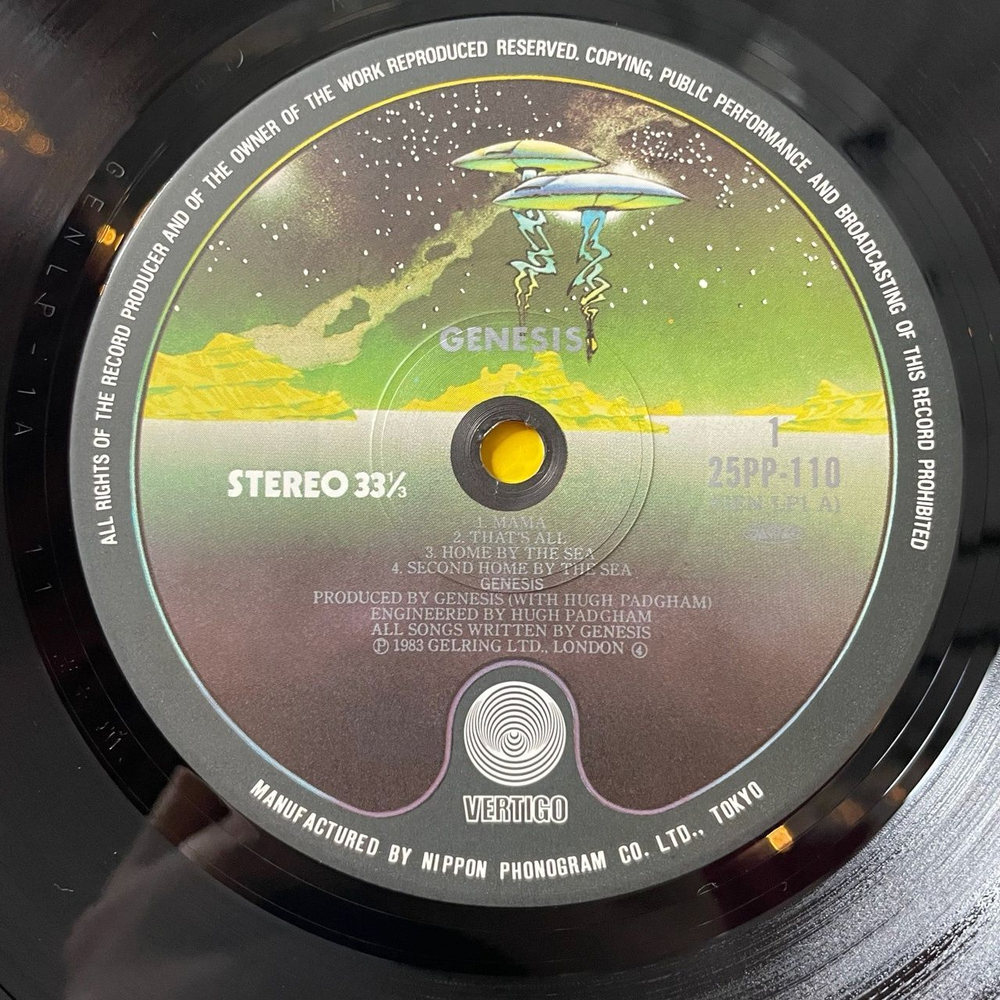 ALL RIGHTS OF THE RECORD PRODUCER AND OF THE OWNER OF THE WORK REPRODUCED RESERVED. COPYING, PUBLIC PERFORMANCE AND BROADCASTING OF THIS RECORD PROHIBITED
GENESIS
STEREO 33⅓
1
25PP-110
1. MAMA
2. THAT'S ALL
3. HOME BY THE SEA
4. SECOND HOME BY THE SEA
GENESIS
PRODUCED BY GENESIS (WITH HUGH PADGHAM)
ENGINEERED BY HUGH PADGHAM
ALL SONGS WRITTEN BY GENESIS
Ⓟ 1983 GELRING LTD., LONDON ④
VERTIGO
MANUFACTURED BY NIPPON PHONOGRAM CO. LTD., TOKYO
GENLP-1A 11